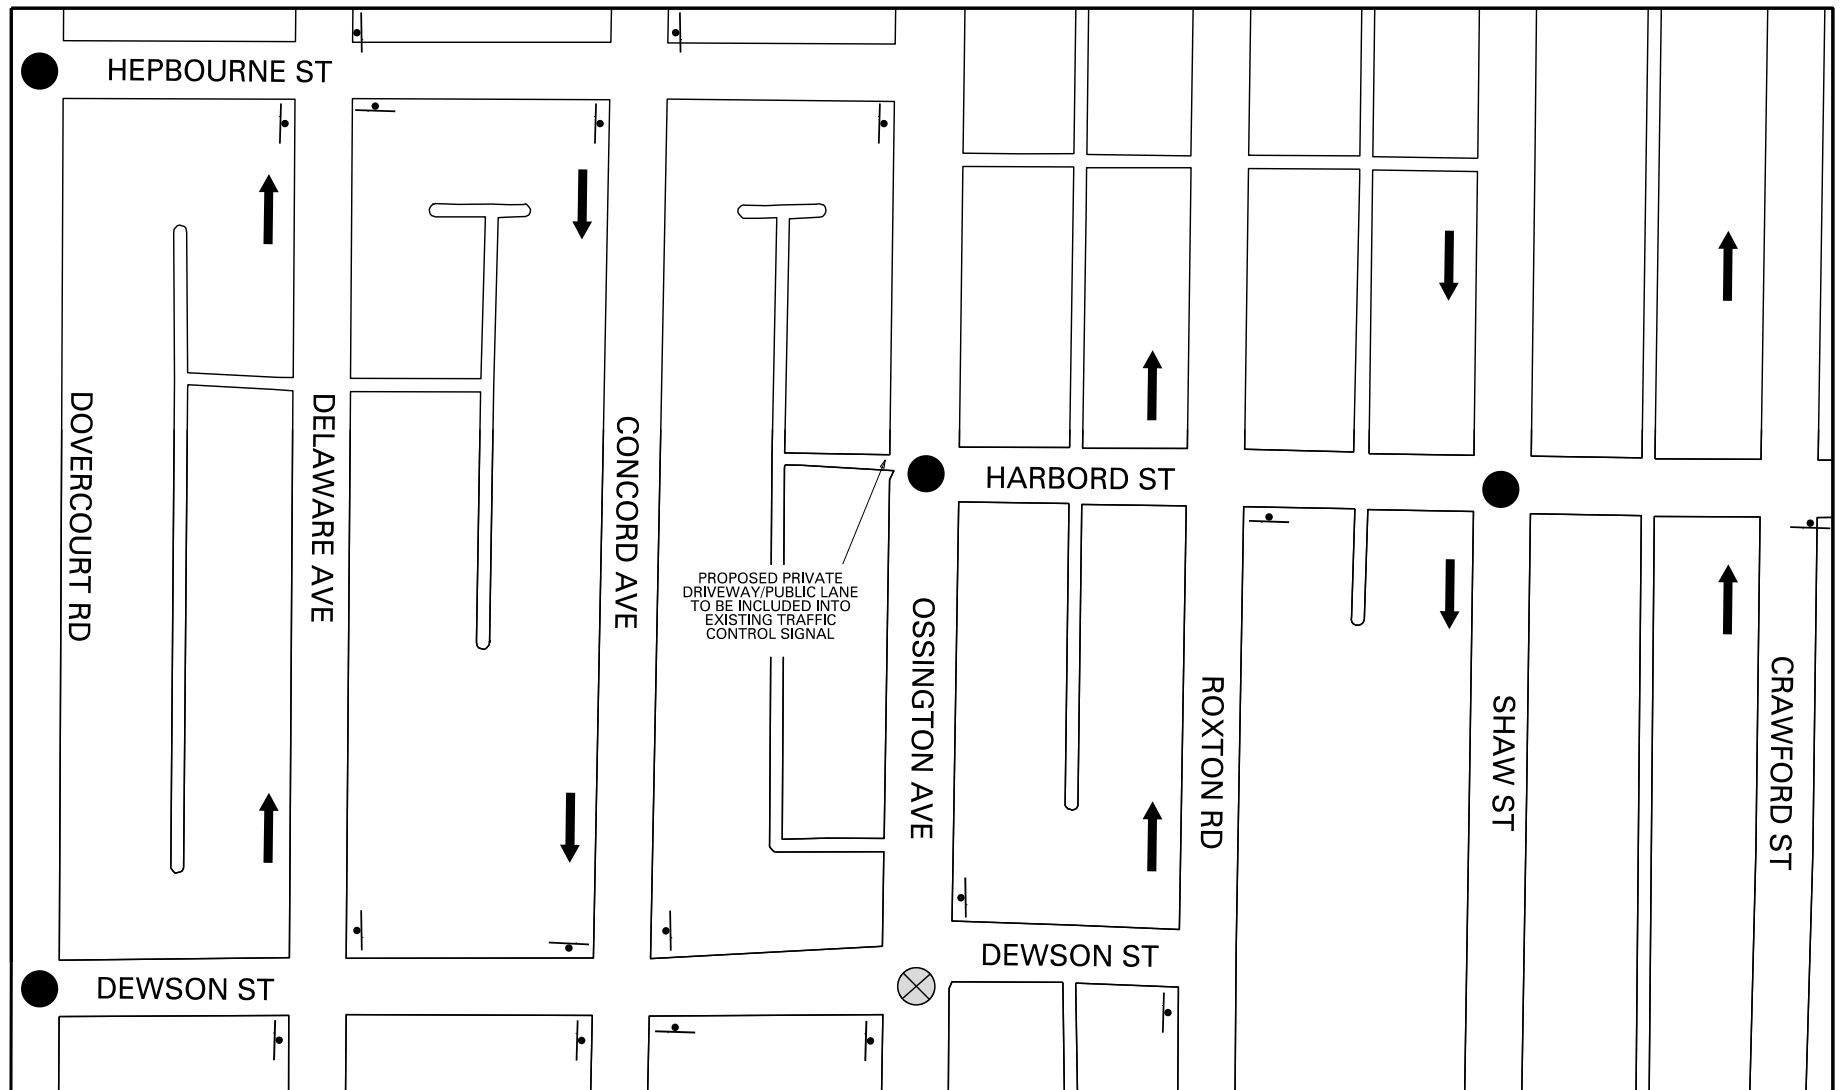 HEPBOURNE ST
DOVERCOURT RD
DELAWARE AVE
CONCORD AVE
HARBORD ST
PROPOSED PRIVATE
DRIVEWAY/PUBLIC LANE
TO BE INCLUDED INTO
EXISTING TRAFFIC
CONTROL SIGNAL
OSSINGTON AVE
ROXTON RD
SHAW ST
CRAWFORD ST
DEWSON ST
DEWSON ST